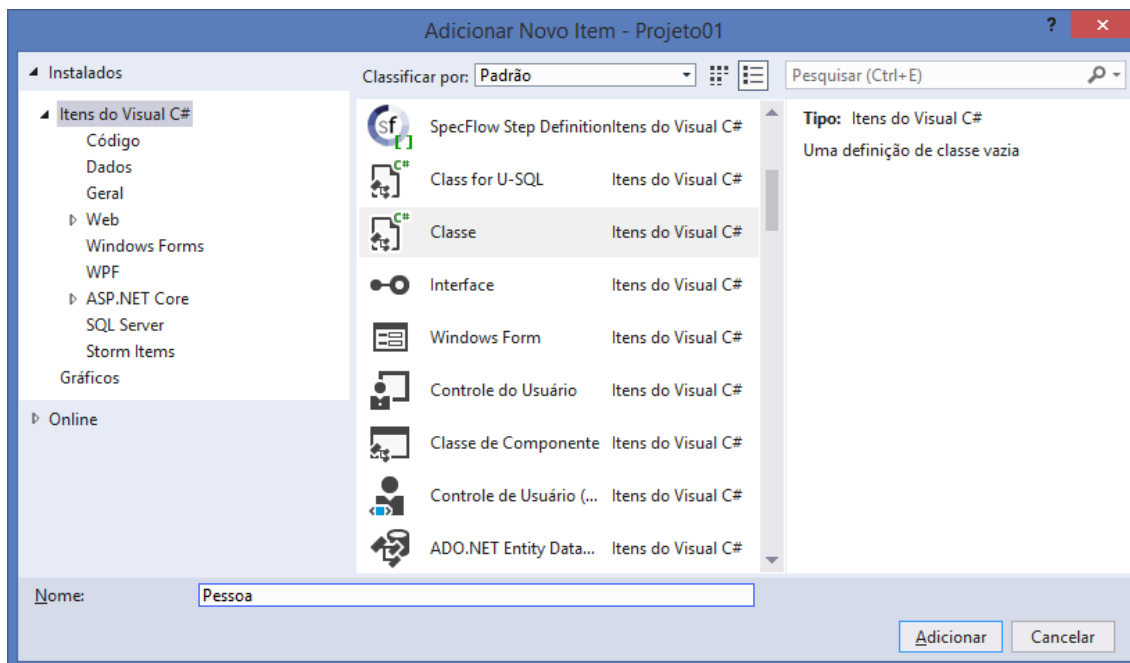 Adicionar Novo Item - Projeto01
?
Instalados
Itens do Visual C#
Código
Dados
Geral
Web
Windows Forms
WPF
ASP.NET Core
SQL Server
Storm Items
Gráficos
Online
Classificar por: Padrão
sf
SpecFlow Step Definition Itens do Visual C#
C#
Class for U-SQL Itens do Visual C#
C#
Classe Itens do Visual C#
Interface Itens do Visual C#
Windows Form Itens do Visual C#
Controle do Usuário Itens do Visual C#
Classe de Componente Itens do Visual C#
Controle de Usuário (... Itens do Visual C#
ADO.NET Entity Data... Itens do Visual C#
Pesquisar (Ctrl+E)
Tipo: Itens do Visual C#
Uma definição de classe vazia
Nome: Pessoa
Adicionar
Cancelar